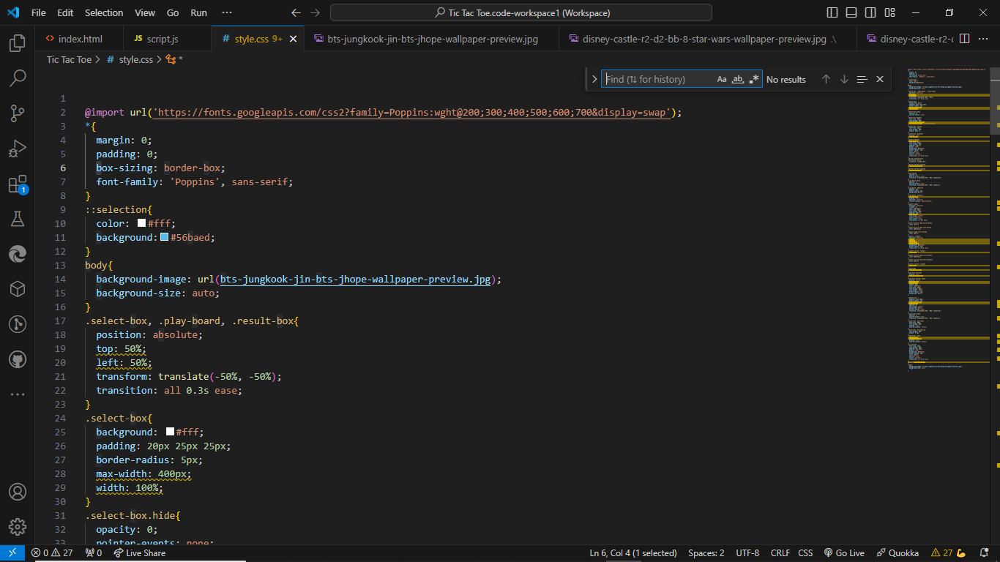 File Edit Selection View Go Run ··· Tic Tac Toe.code-workspace1 (Workspace)
index.html JS script.js # style.css 9+ bts-jungkook-jin-bts-jhope-wallpaper-preview.jpg disney-castle-r2-d2-bb-8-star-wars-wallpaper-preview.jpg .\ disney-castle-r2-
Tic Tac Toe > # style.css > *
Find (⇅ for history) Aa ab .* No results
1
2 @import url('https://fonts.googleapis.com/css2?family=Poppins:wght@200;300;400;500;600;700&display=swap');
3 *{
4 margin: 0;
5 padding: 0;
6 box-sizing: border-box;
7 font-family: 'Poppins', sans-serif;
8 }
9 ::selection{
10 color: #fff;
11 background:#56baed;
12 }
13 body{
14 background-image: url(bts-jungkook-jin-bts-jhope-wallpaper-preview.jpg);
15 background-size: auto;
16 }
17 .select-box, .play-board, .result-box{
18 position: absolute;
19 top: 50%;
20 left: 50%;
21 transform: translate(-50%, -50%);
22 transition: all 0.3s ease;
23 }
24 .select-box{
25 background: #fff;
26 padding: 20px 25px 25px;
27 border-radius: 5px;
28 max-width: 400px;
29 width: 100%;
30 }
31 .select-box.hide{
32 opacity: 0;
33 pointer-events: none;
1
0 27 0 Live Share Ln 6, Col 4 (1 selected) Spaces: 2 UTF-8 CRLF CSS Go Live Quokka 27